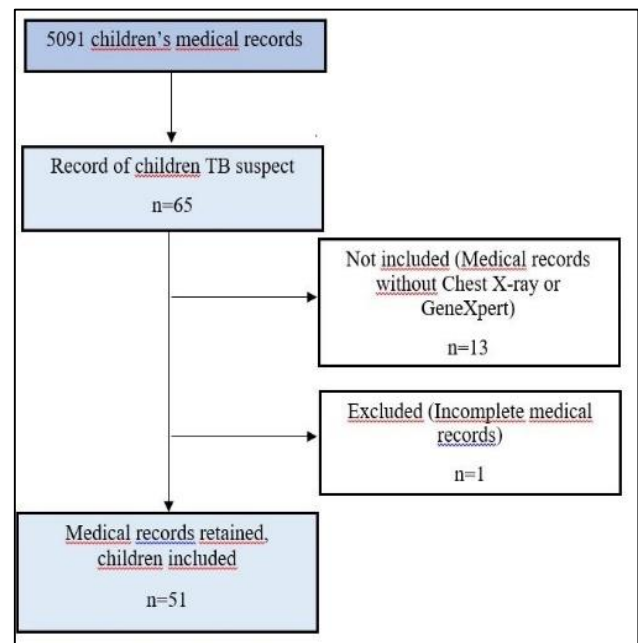 5091 children's medical records
Record of children TB suspect
n=65
Not included (Medical records
without Chest X-ray or
GeneXpert)
n=13
Excluded (Incomplete medical
records)
n=1
Medical records retained,
children included
n=51